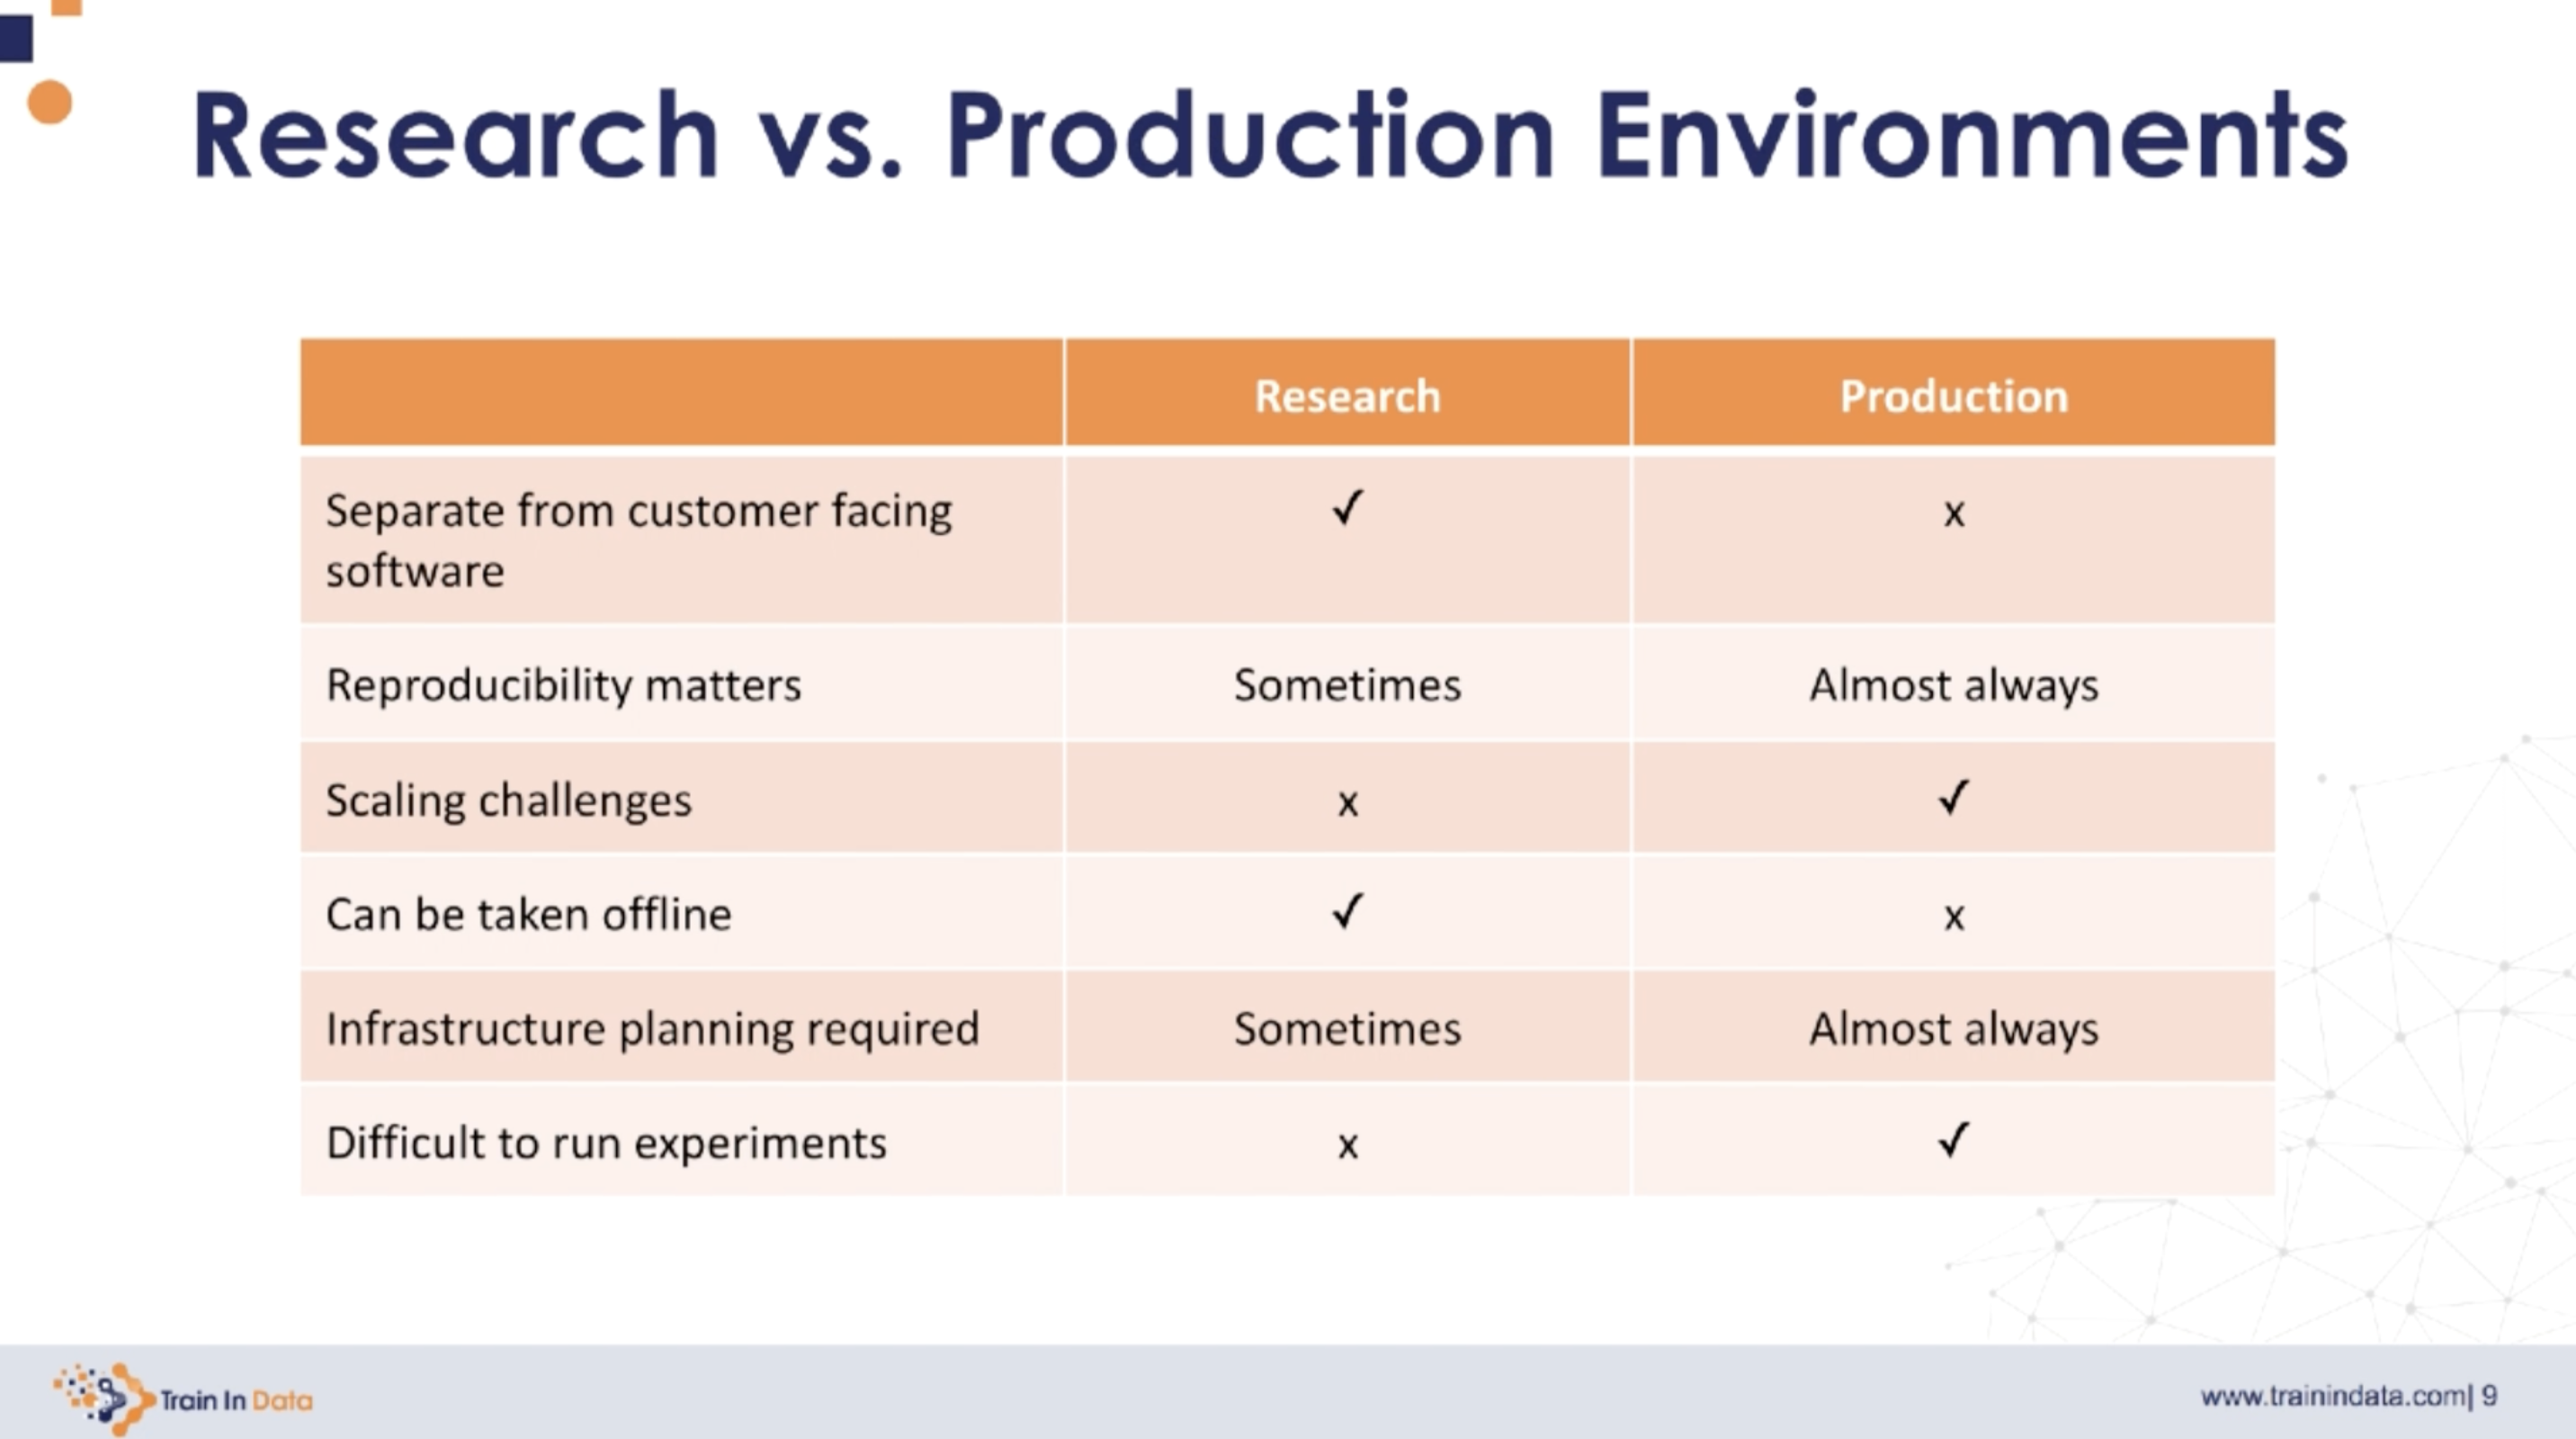 Research vs. Production Environments
Research
Production
Separate from customer facing
software
✓
x
Reproducibility matters
Sometimes
Almost always
Scaling challenges
x
✓
Can be taken offline
✓
x
Infrastructure planning required
Sometimes
Almost always
Difficult to run experiments
x
✓
Train In Data
www.trainindata.com| 9